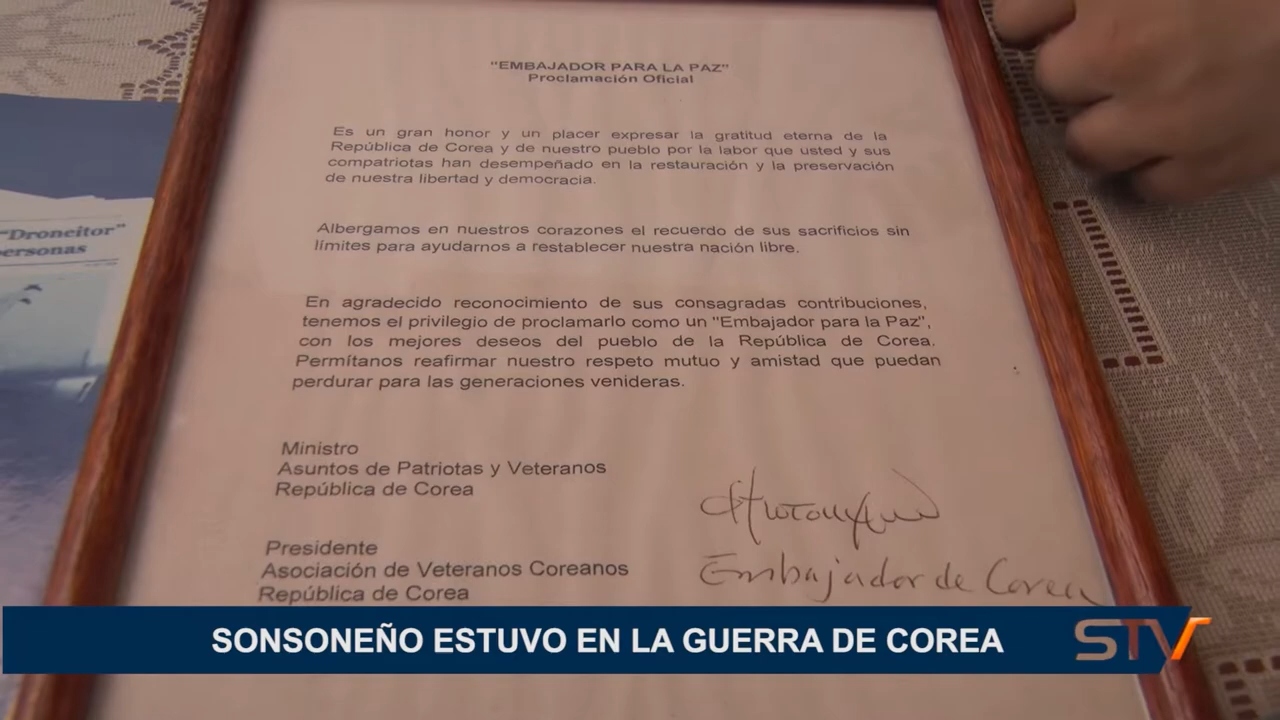 "EMBAJADOR PARA LA PAZ"
Proclamación Oficial
Es un gran honor y un placer expresar la gratitud eterna de la
República de Corea y de nuestro pueblo por la labor que usted y sus
compatriotas han desempeñado en la restauración y la preservación
de nuestra libertad y democracia.
"Droneitor"
personas
Albergamos en nuestros corazones el recuerdo de sus sacrificios sin
límites para ayudarnos a restablecer nuestra nación libre.
En agradecido reconocimiento de sus consagradas contribuciones,
tenemos el privilegio de proclamarlo como un "Embajador para la Paz",
con los mejores deseos del pueblo de la República de Corea.
Permítanos reafirmar nuestro respeto mutuo y amistad que puedan
perdurar para las generaciones venideras.
Ministro
Asuntos de Patriotas y Veteranos
República de Corea
Presidente
Asociación de Veteranos Coreanos
República de Corea
Embajador de Corea
SONSONEÑO ESTUVO EN LA GUERRA DE COREA
STV